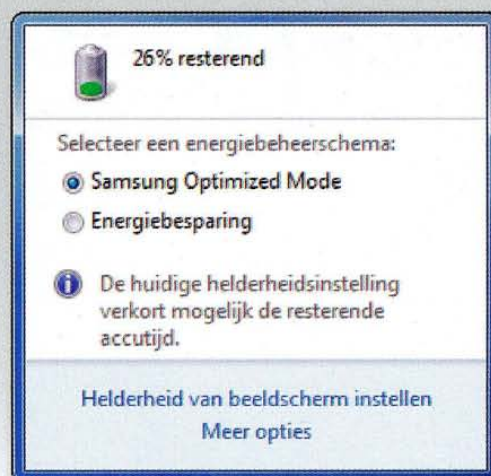 26% resterend
Selecteer een energiebeheerschema:
Samsung Optimized Mode
Energiebesparing
De huidige helderheidsinstelling
verkort mogelijk de resterende
accutijd.
Helderheid van beeldscherm instellen
Meer opties